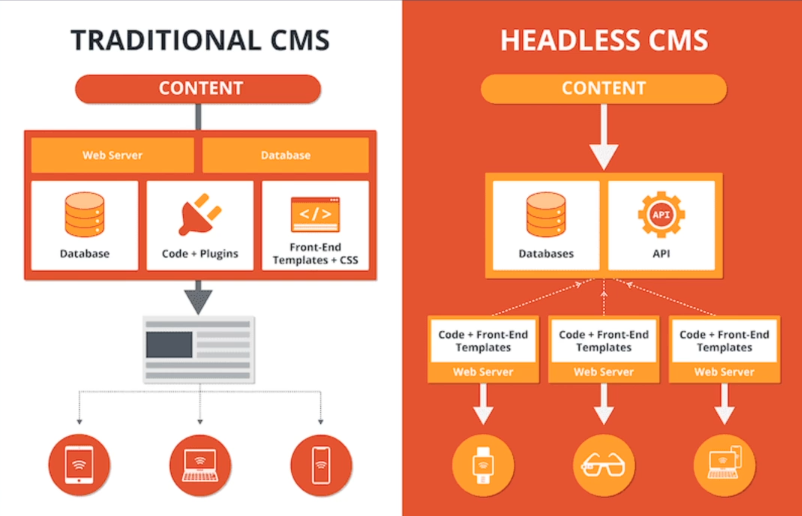 TRADITIONAL CMS
CONTENT
Web Server
Database
Database
Code + Plugins
Front-End
Templates + CSS
HEADLESS CMS
CONTENT
Databases
API
API
Code + Front-End
Templates
Web Server
Code + Front-End
Templates
Web Server
Code + Front-End
Templates
Web Server